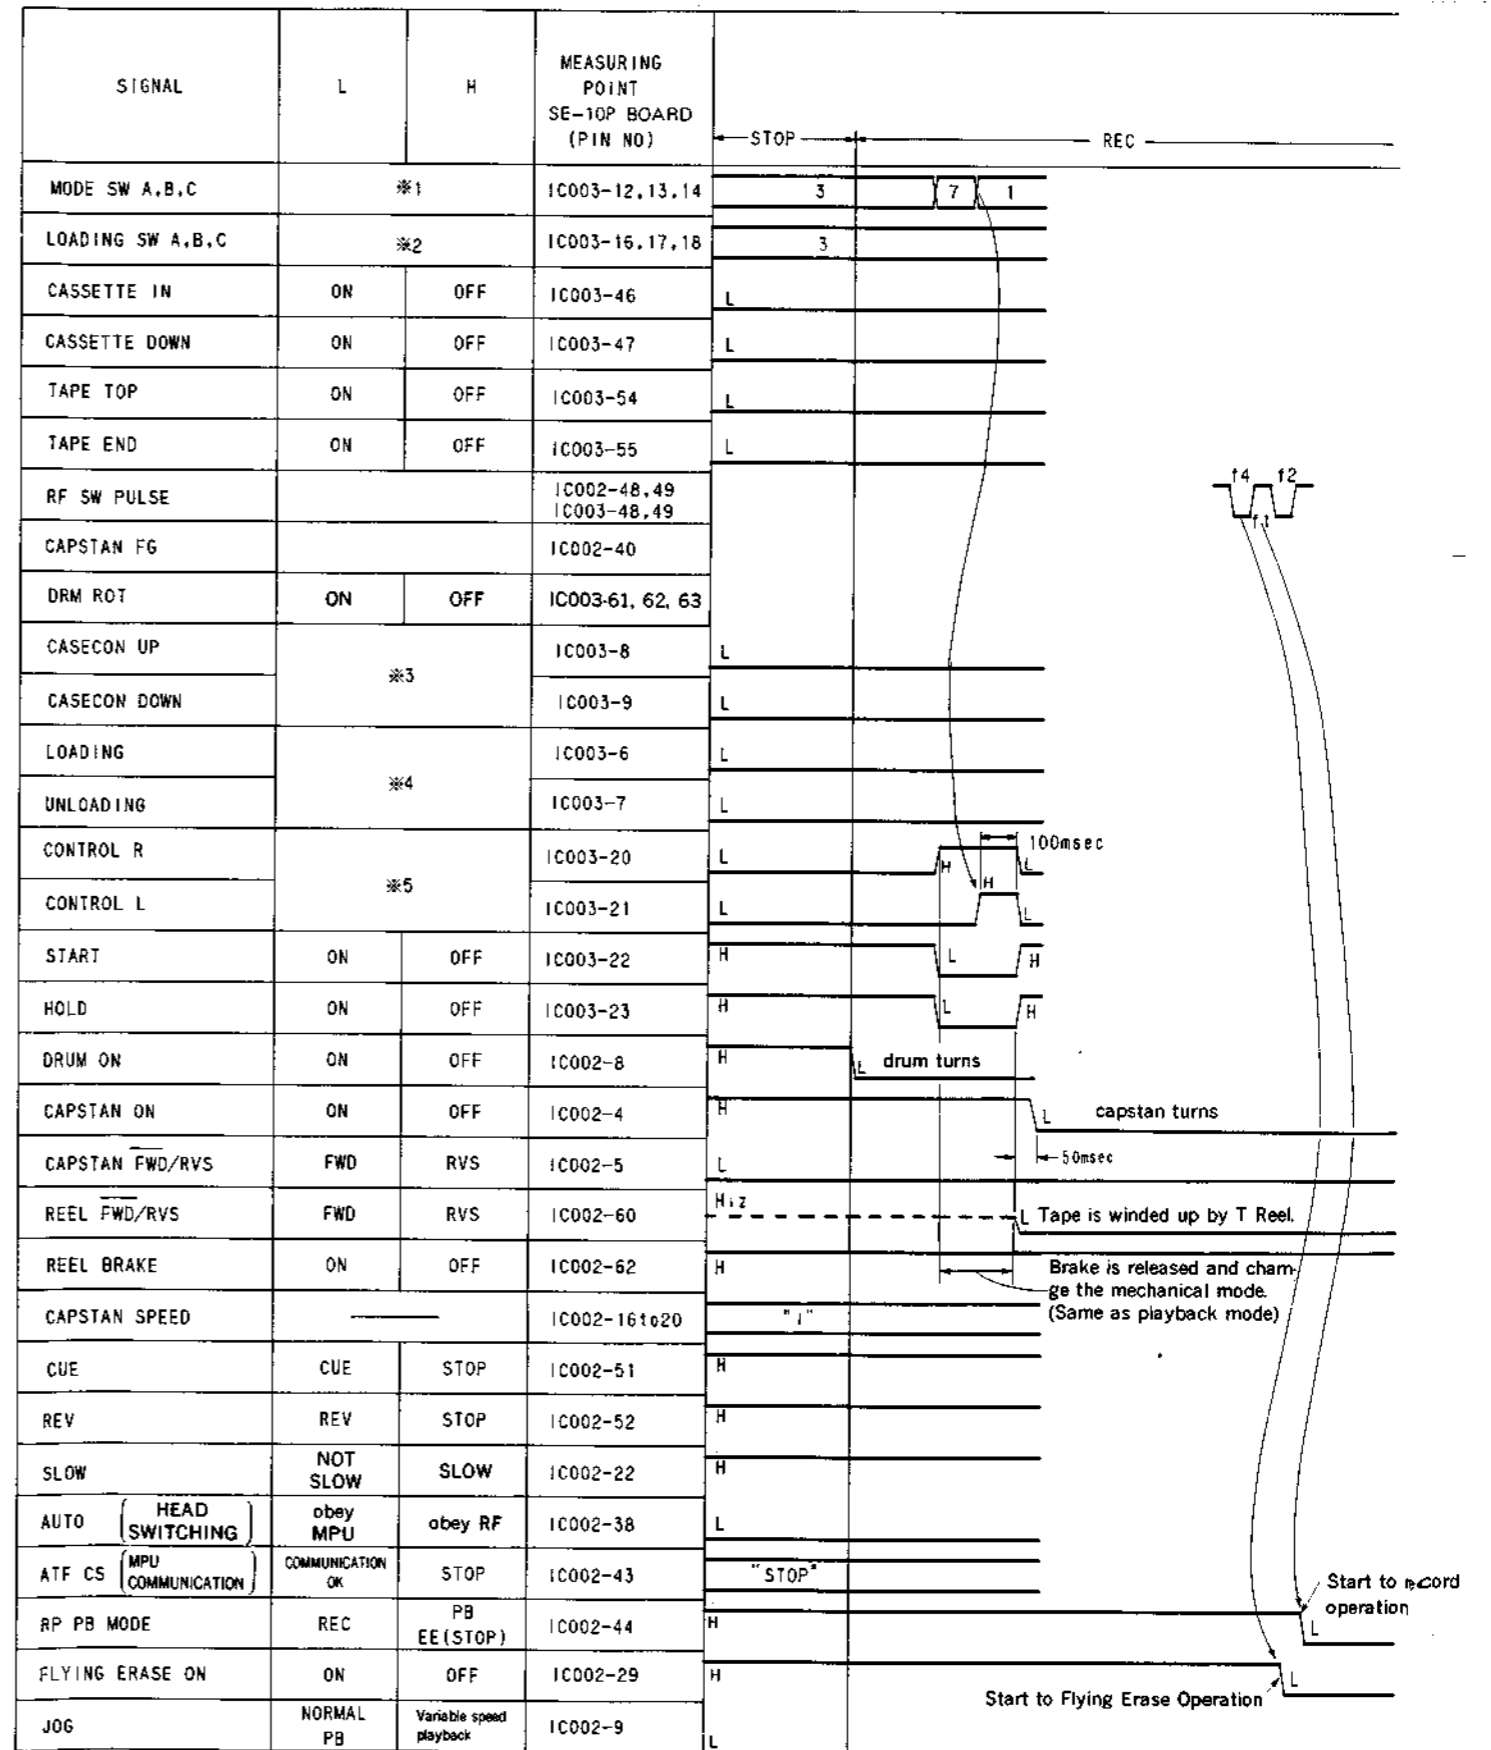 SIGNAL L H MEASURING POINT SE-10P BOARD (PIN NO) STOP REC
MODE SW A,B,C ※1 IC003-12,13,14 3 7 1
LOADING SW A,B,C ※2 IC003-16,17,18 3
CASSETTE IN ON OFF IC003-46 L
CASSETTE DOWN ON OFF IC003-47 L
TAPE TOP ON OFF IC003-54 L
TAPE END ON OFF IC003-55 L
RF SW PULSE IC002-48,49 IC003-48,49 f4 f2 f1
CAPSTAN FG IC002-40
DRM ROT ON OFF IC003-61, 62, 63
CASECON UP ※3 IC003-8 L
CASECON DOWN IC003-9 L
LOADING ※4 IC003-6 L
UNLOADING IC003-7 L
CONTROL R ※5 IC003-20 L H L 100msec
CONTROL L IC003-21 L H L
START ON OFF IC003-22 H L H
HOLD ON OFF IC003-23 H L H
DRUM ON ON OFF IC002-8 H L drum turns
CAPSTAN ON ON OFF IC002-4 H L capstan turns
CAPSTAN FWD/RVS FWD RVS IC002-5 L 50msec
REEL FWD/RVS FWD RVS IC002-60 Hiz L Tape is winded up by T Reel.
REEL BRAKE ON OFF IC002-62 H
Brake is released and cham-
ge the mechanical mode.
(Same as playback mode)
CAPSTAN SPEED IC002-16to20 "1"
CUE CUE STOP IC002-51 H
REV REV STOP IC002-52 H
SLOW NOT SLOW SLOW IC002-22 H
AUTO (HEAD SWITCHING) obey MPU obey RF IC002-38 L
ATF CS (MPU COMMUNICATION) COMMUNICATION OK STOP IC002-43 "STOP"
Start to record
operation
RP PB MODE REC PB EE(STOP) IC002-44 H L
FLYING ERASE ON ON OFF IC002-29 H L
Start to Flying Erase Operation
JOG NORMAL PB Variable speed playback IC002-9 L